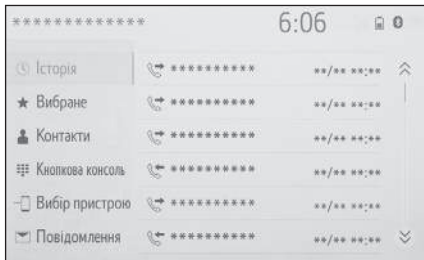 ************* 6:06
Історія ********** **/** **:**
Вибране ********** **/** **:**
Контакти ********** **/** **:**
Кнопкова консоль ********** **/** **:**
Вибір пристрою ********** **/** **:**
Повідомлення ********** **/** **:**